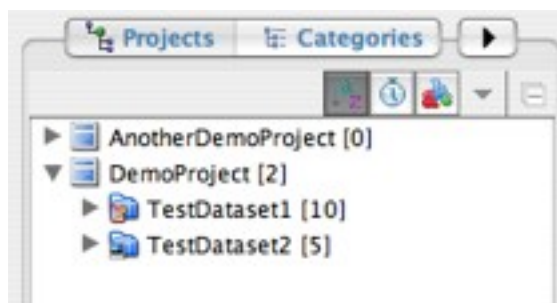 Projects Categories
AnotherDemoProject [0]
DemoProject [2]
TestDataset1 [10]
TestDataset2 [5]